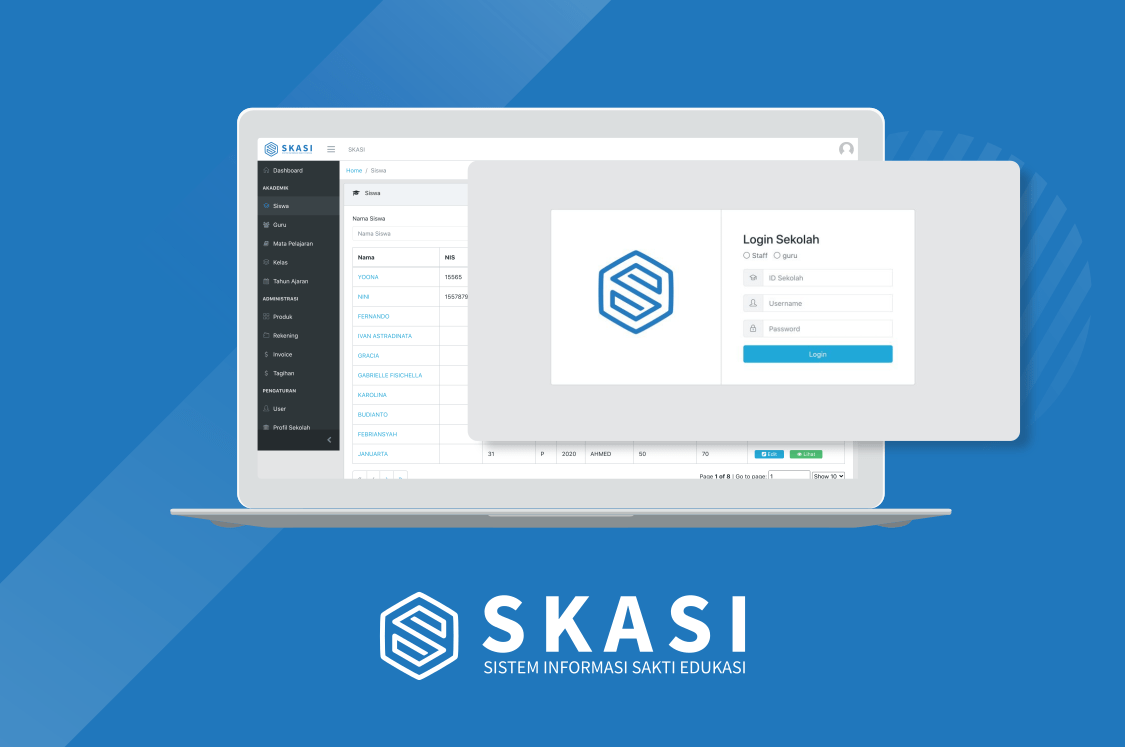 SKASI
SKASI
Dashboard
AKADEMIK
Siswa
Guru
Mata Pelajaran
Kelas
Tahun Ajaran
ADMINISTRASI
Produk
Rekening
Invoice
Tagihan
PENGATURAN
User
Profil Sekolah
Home / Siswa
Siswa
Nama Siswa
Nama Siswa
Nama NIS
YOONA 15565
NINI 1557879
FERNANDO
IVAN ASTRADINATA
GRACIA
GABRIELLE FISICHELLA
KAROLINA
BUDIANTO
FEBRIANSYAH
JANUARTA 31 P 2020 AHMED 50 70 Edit Lihat
Page 1 of 8 | Go to page: 1 Show 10
Login Sekolah
Staff guru
ID Sekolah
Username
Password
Login
SKASI
SISTEM INFORMASI SAKTI EDUKASI